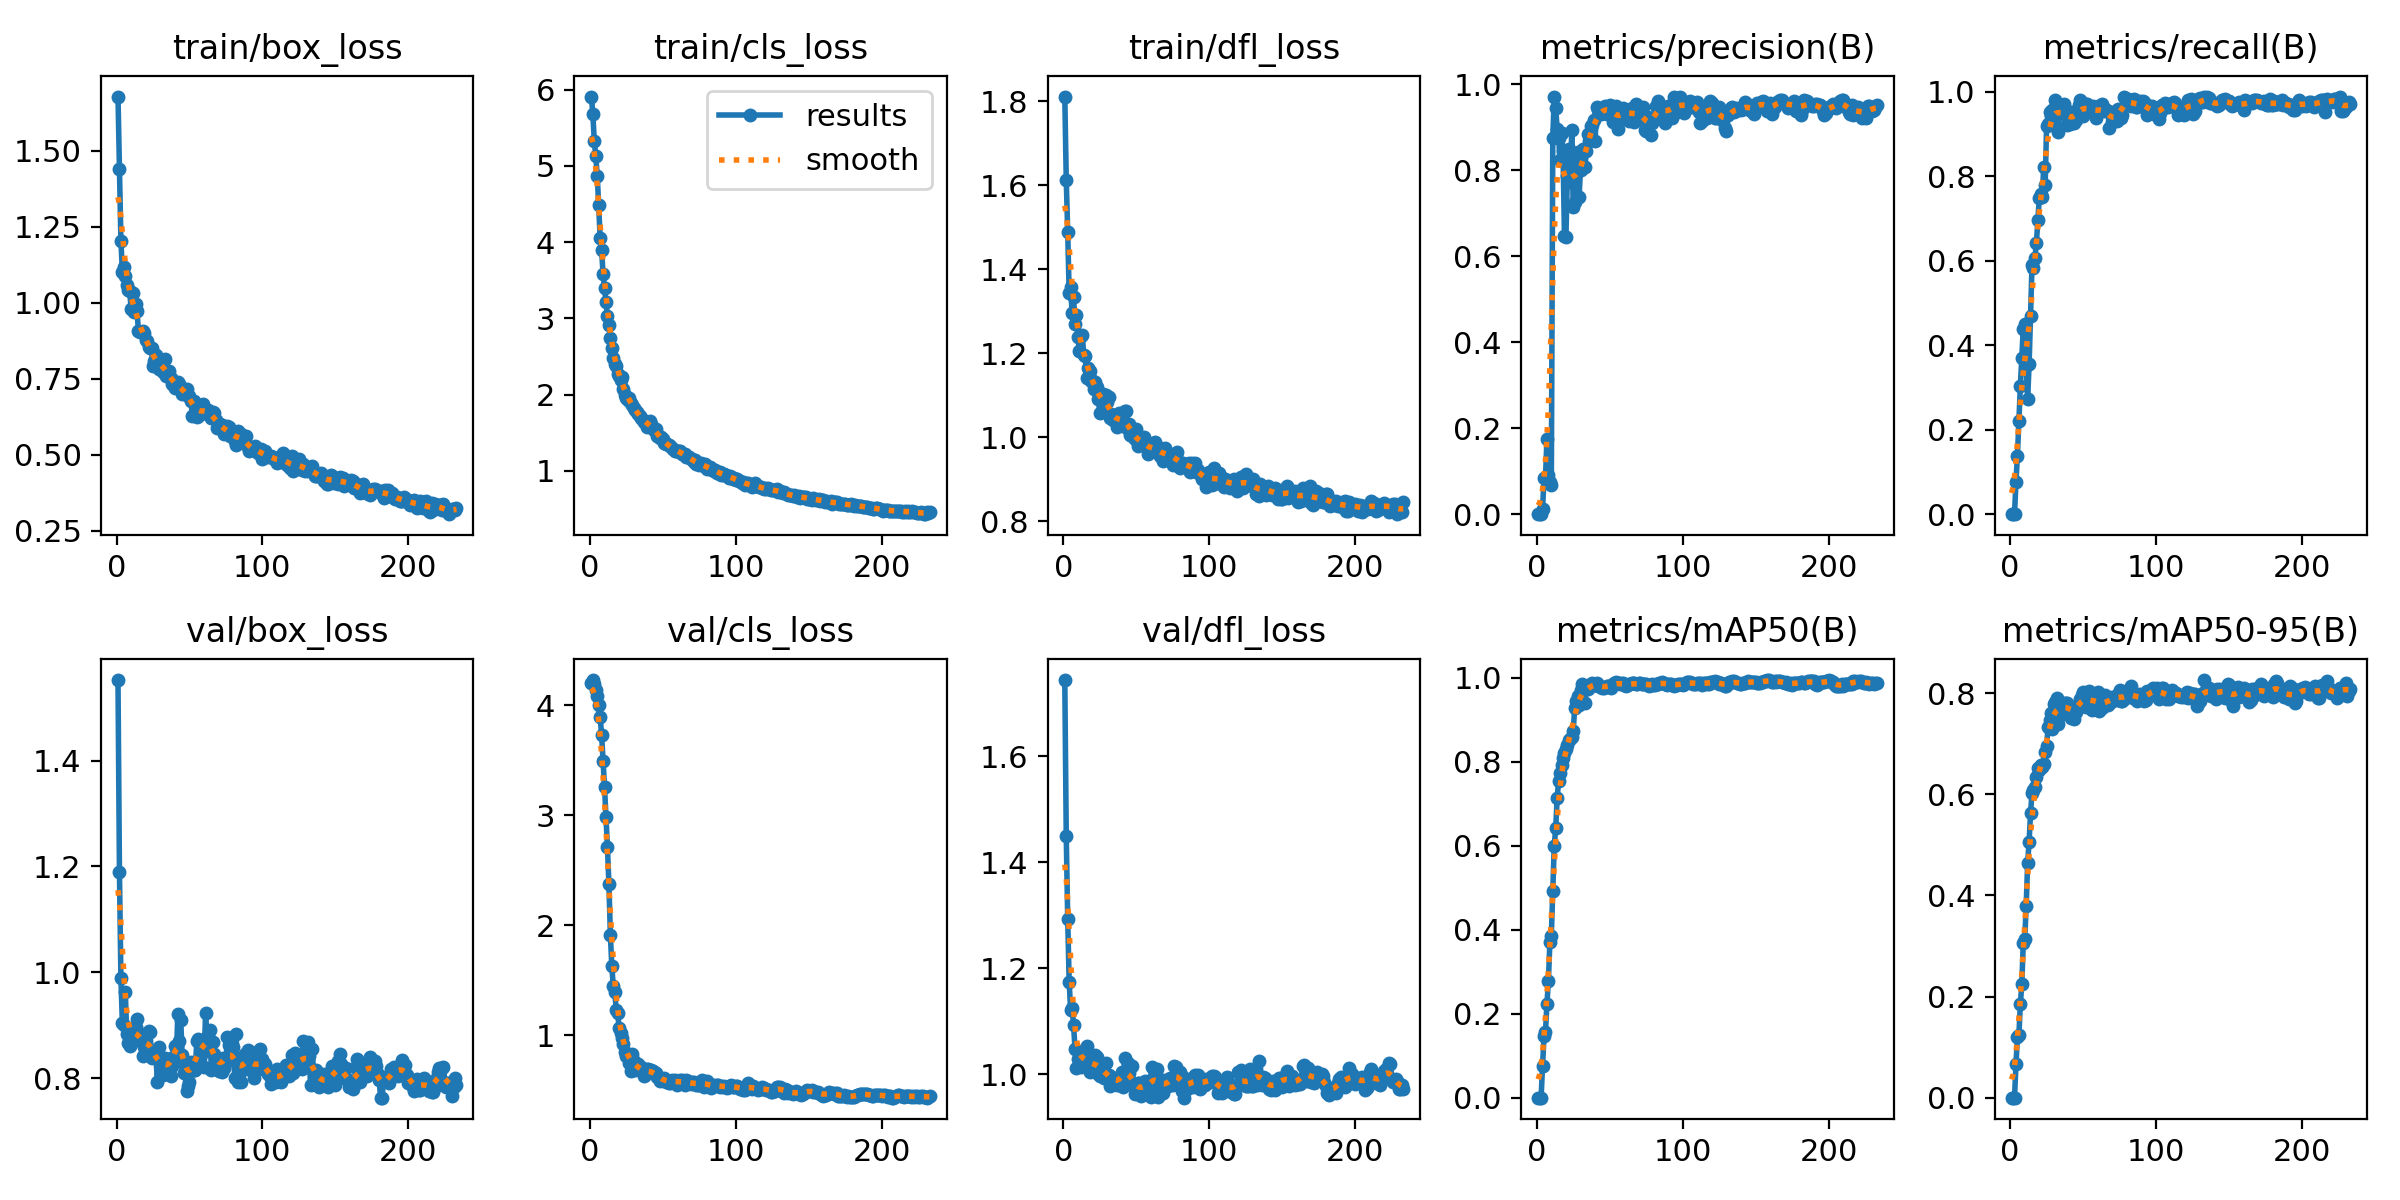 train/box_loss
1.50
1.25
1.00
0.75
0.50
0.25
0 100 200
train/cls_loss
results
smooth
6
5
4
3
2
1
0 100 200
train/dfl_loss
1.8
1.6
1.4
1.2
1.0
0.8
0 100 200
metrics/precision(B)
1.0
0.8
0.6
0.4
0.2
0.0
0 100 200
metrics/recall(B)
1.0
0.8
0.6
0.4
0.2
0.0
0 100 200
val/box_loss
1.4
1.2
1.0
0.8
0 100 200
val/cls_loss
4
3
2
1
0 100 200
val/dfl_loss
1.6
1.4
1.2
1.0
0 100 200
metrics/mAP50(B)
1.0
0.8
0.6
0.4
0.2
0.0
0 100 200
metrics/mAP50-95(B)
0.8
0.6
0.4
0.2
0.0
0 100 200